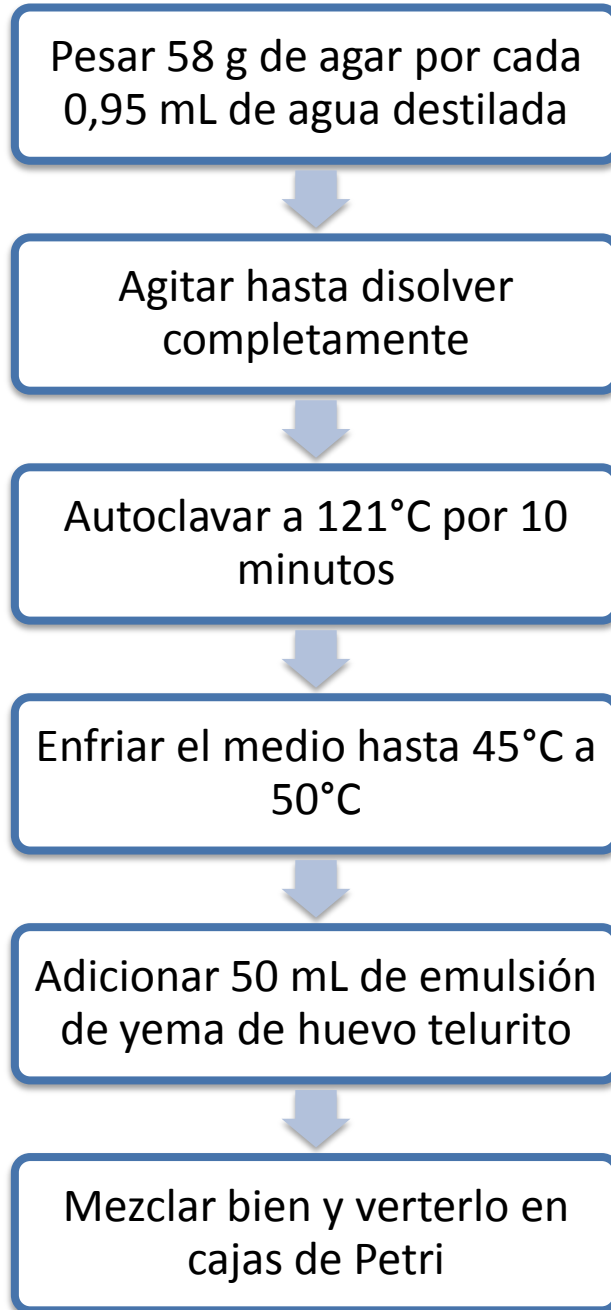 Pesar 58 g de agar por cada
0,95 mL de agua destilada
Agitar hasta disolver
completamente
Autoclavar a 121°C por 10
minutos
Enfriar el medio hasta 45°C a
50°C
Adicionar 50 mL de emulsión
de yema de huevo telurito
Mezclar bien y verterlo en
cajas de Petri